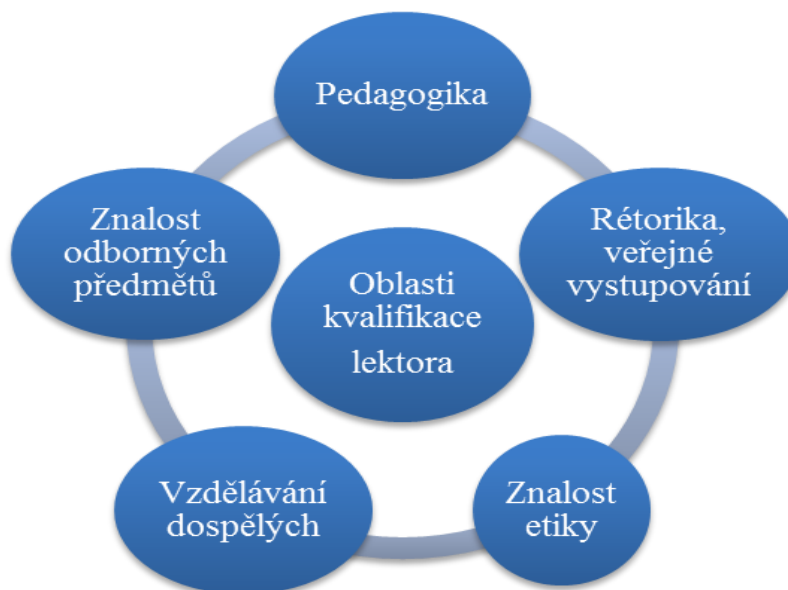 Pedagogika
Znalost
odborných
předmětů
Rétorika,
veřejné
vystupování
Oblasti
kvalifikace
lektora
Vzdělávání
dospělých
Znalost
etiky